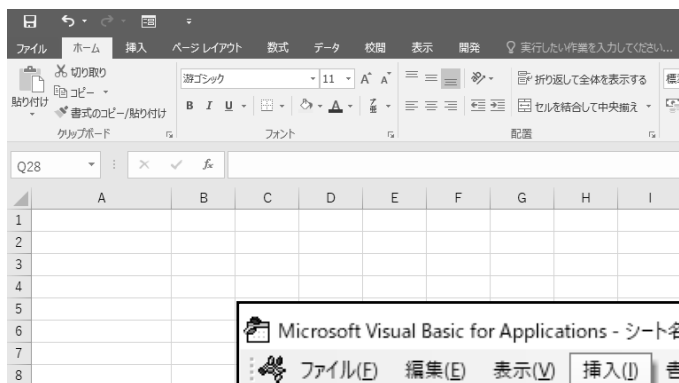 ファイル ホーム 挿入 ページ レイアウト 数式 データ 校閲 表示 開発 実行したい作業を入力してください...
切り取り
コピー
書式のコピー/貼り付け
貼り付け
游ゴシック 11 A A
B I U A
折り返して全体を表示する
セルを結合して中央揃え
クリップボード フォント 配置
Q28 fx
A B C D E F G H I
1
2
3
4
5
6
7
8
Microsoft Visual Basic for Applications - シート名
ファイル(F) 編集(E) 表示(V) 挿入(I)